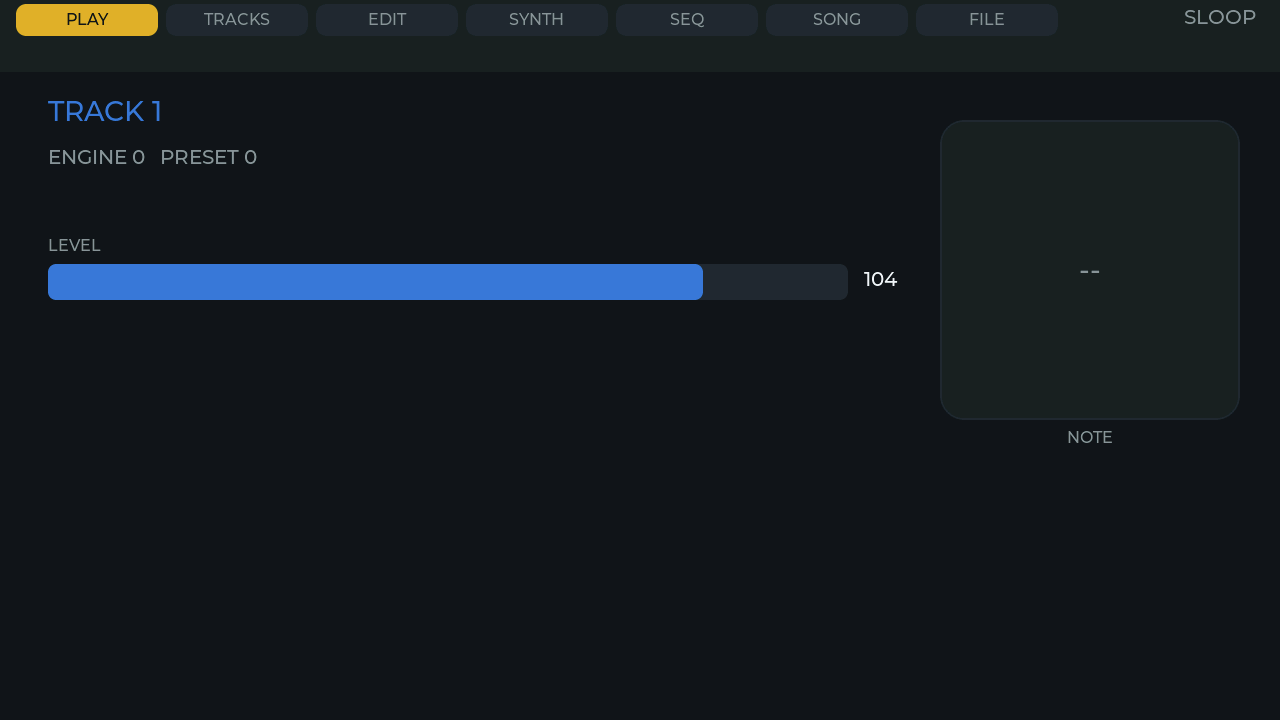 PLAY TRACKS EDIT SYNTH SEQ SONG FILE SLOOP
TRACK 1
ENGINE 0 PRESET 0
LEVEL
104
--
NOTE